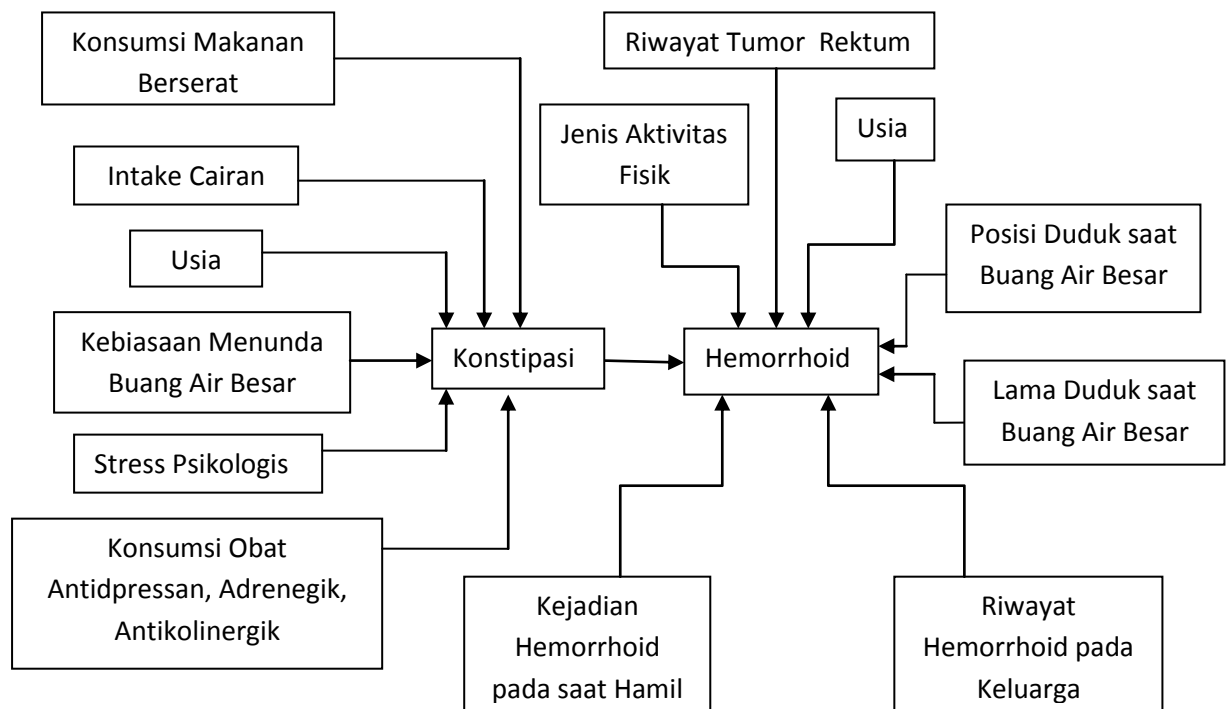 Konsumsi Makanan
Berserat
Riwayat Tumor  Rektum
Jenis Aktivitas
Fisik
Usia
Intake Cairan
Usia
Posisi Duduk saat
Buang Air Besar
Kebiasaan Menunda
Buang Air Besar
Konstipasi
Hemorrhoid
Lama Duduk saat
Buang Air Besar
Stress Psikologis
Konsumsi Obat
Antidpressan, Adrenegik,
Antikolinergik
Kejadian
Hemorrhoid
pada saat Hamil
Riwayat
Hemorrhoid pada
Keluarga